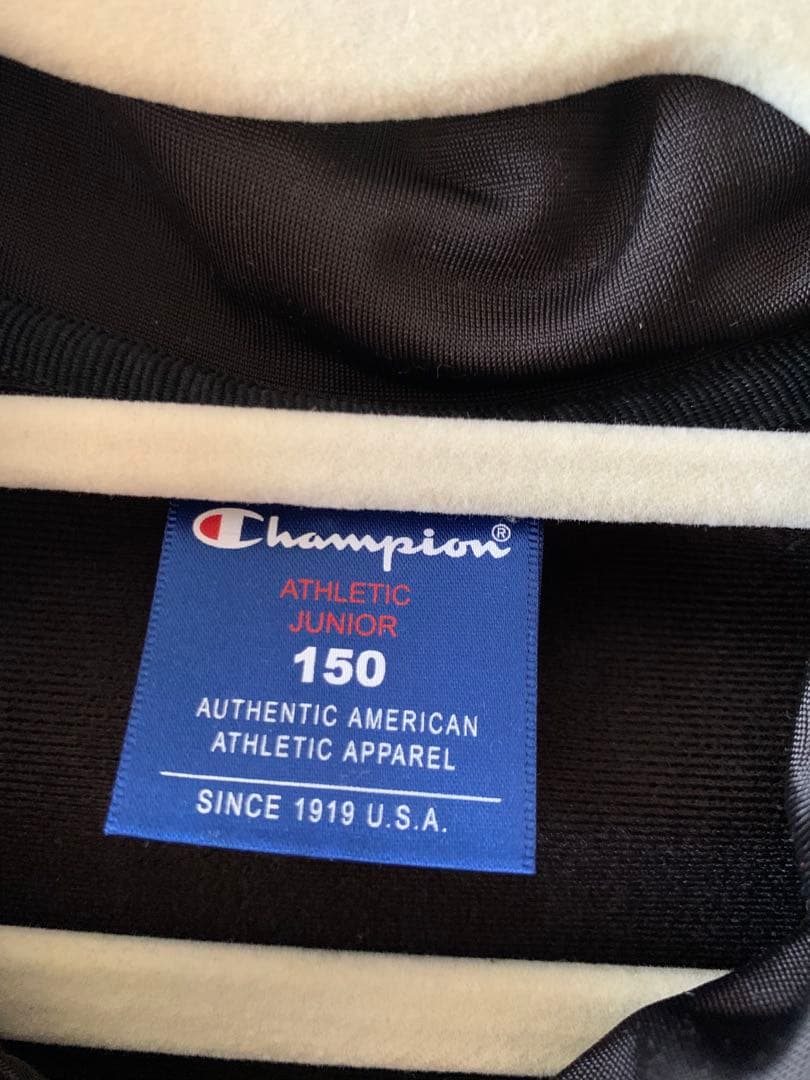 Champion®
ATHLETIC
JUNIOR
150
AUTHENTIC AMERICAN
ATHLETIC APPAREL
SINCE 1919 U.S.A.